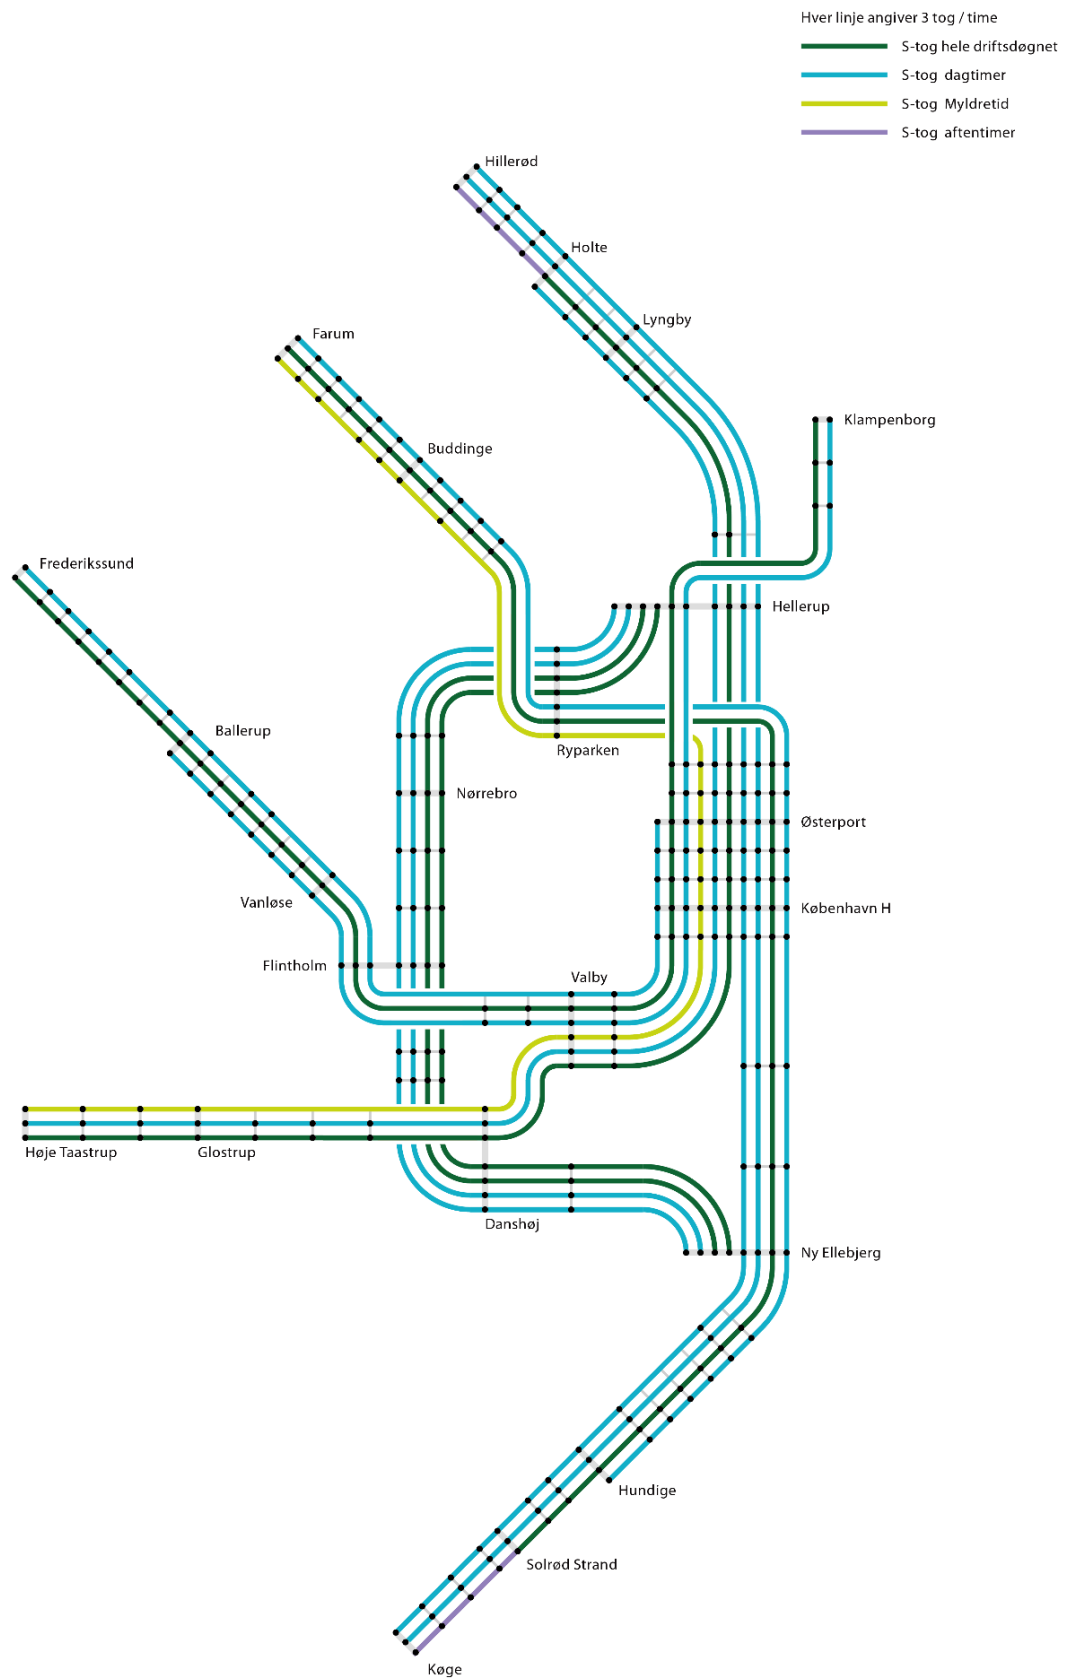 Hver linje angiver 3 tog / time
S-tog hele driftsdøgnet
S-tog dagtimer
S-tog Myldretid
S-tog aftentimer
Hillerød
Holte
Lyngby
Farum
Klampenborg
Buddinge
Frederikssund
Hellerup
Ballerup
Ryparken
Nørrebro
Østerport
Vanløse
København H
Flintholm
Valby
Høje Taastrup
Glostrup
Danshøj
Ny Ellebjerg
Hundige
Solrød Strand
Køge